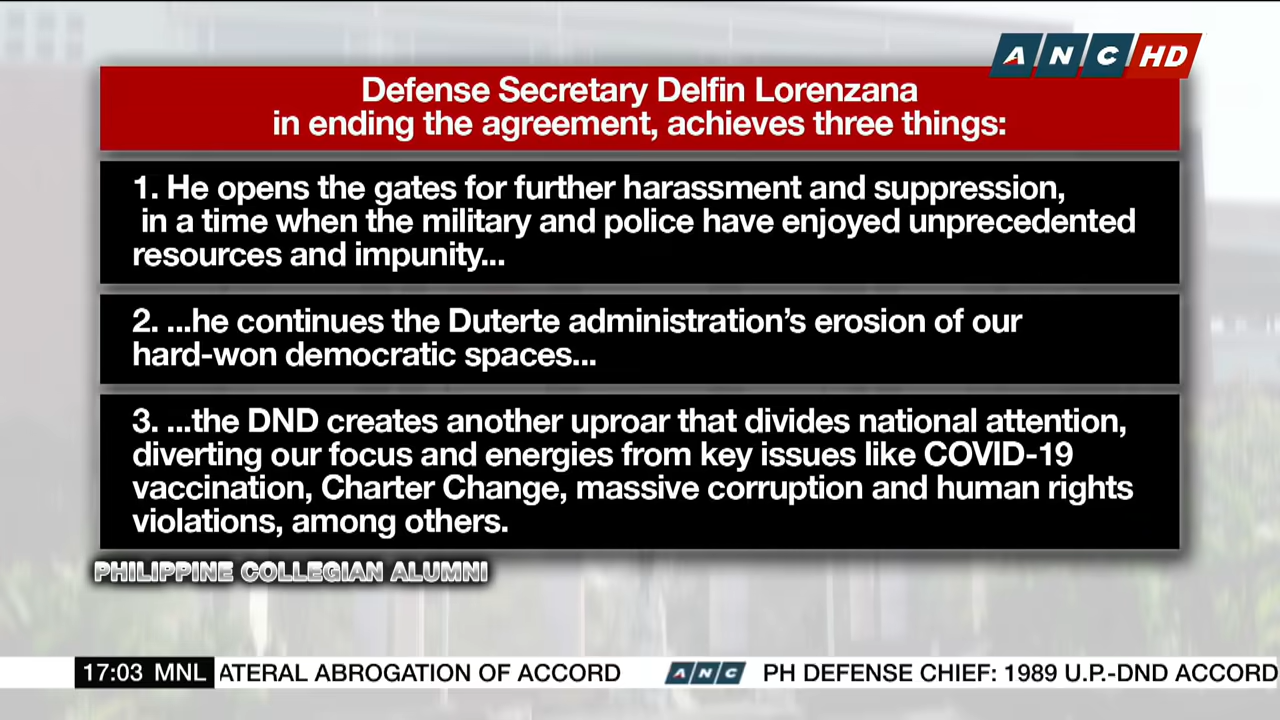 ANC HD
Defense Secretary Delfin Lorenzana
in ending the agreement, achieves three things:
1. He opens the gates for further harassment and suppression,
in a time when the military and police have enjoyed unprecedented
resources and impunity...
2. ...he continues the Duterte administration's erosion of our
hard-won democratic spaces...
3. ...the DND creates another uproar that divides national attention,
diverting our focus and energies from key issues like COVID-19
vaccination, Charter Change, massive corruption and human rights
violations, among others.
PHILIPPINE COLLEGIAN ALUMNI
17:03 MNL ATERAL ABROGATION OF ACCORD ANC PH DEFENSE CHIEF: 1989 U.P.-DND ACCORD